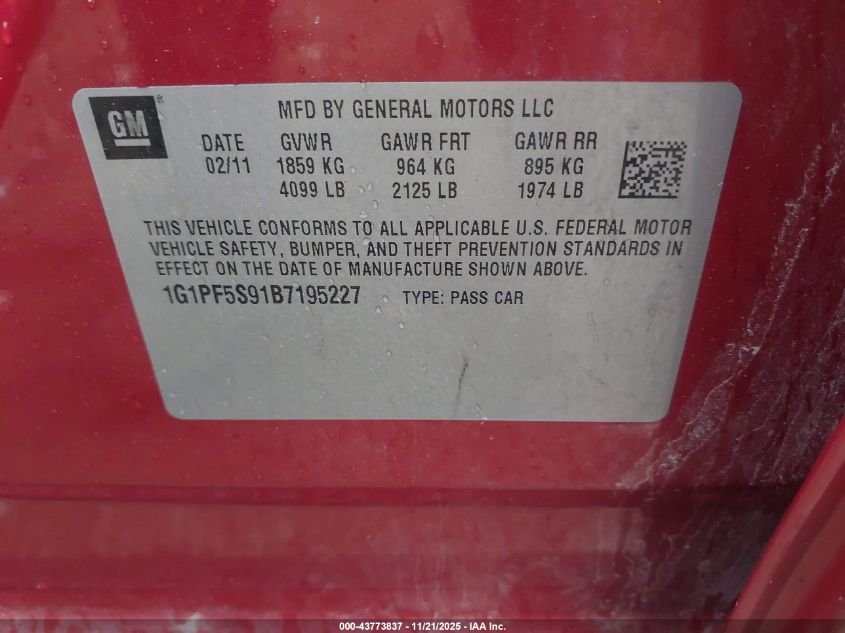 GM
®
MFD BY GENERAL MOTORS LLC
DATE GVWR GAWR FRT GAWR RR
02/11 1859 KG 964 KG 895 KG
4099 LB 2125 LB 1974 LB
THIS VEHICLE CONFORMS TO ALL APPLICABLE U.S. FEDERAL MOTOR
VEHICLE SAFETY, BUMPER, AND THEFT PREVENTION STANDARDS IN
EFFECT ON THE DATE OF MANUFACTURE SHOWN ABOVE.
1G1PF5S91B7195227 TYPE: PASS CAR
000-43773837 - 11/21/2025 - IAA Inc.